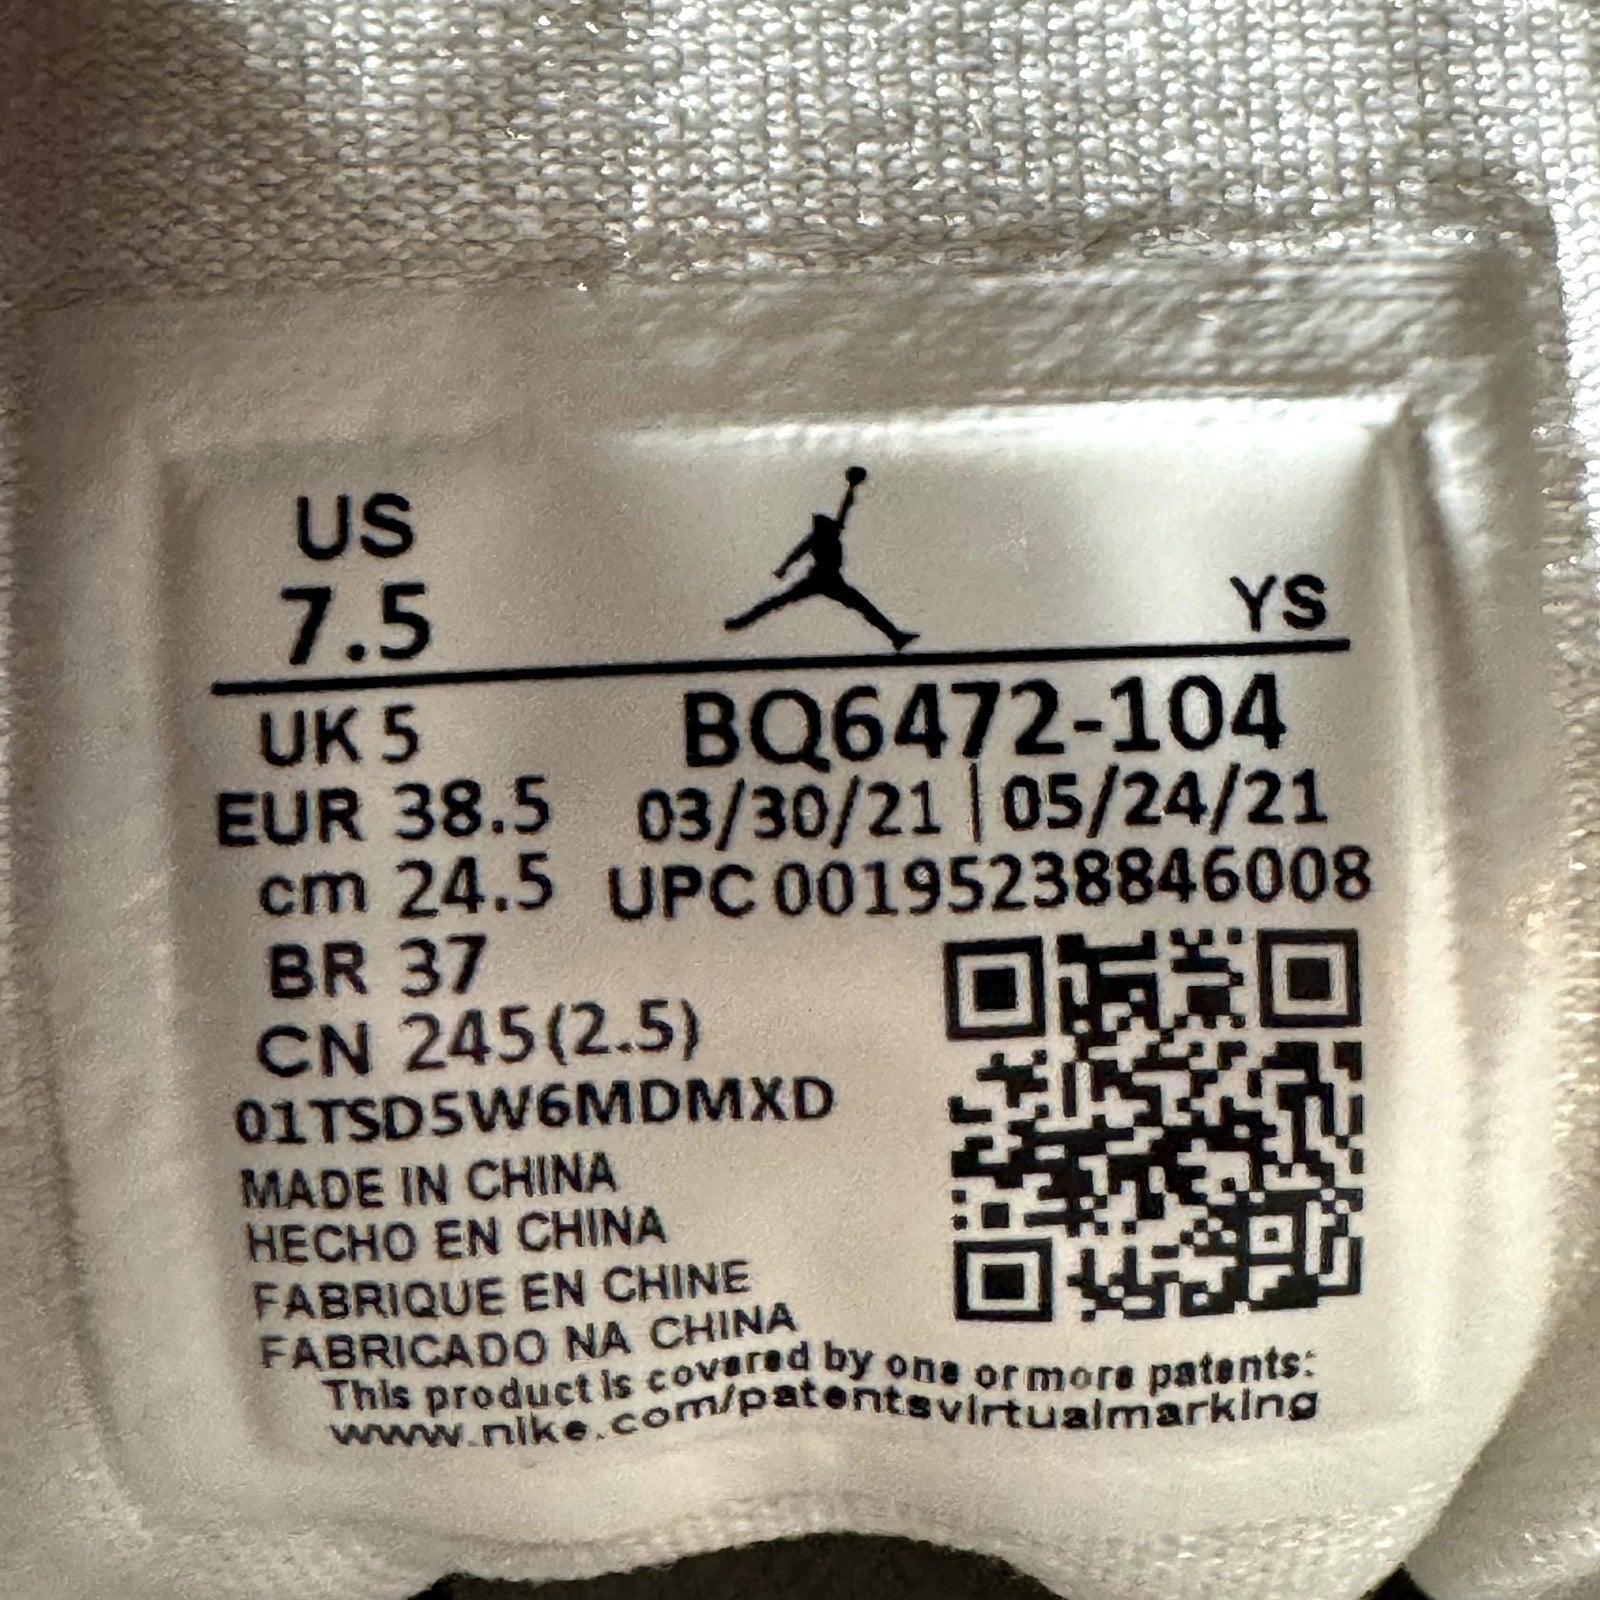 US
7.5
YS
UK 5
BQ6472-104
EUR 38.5
03/30/21 | 05/24/21
cm 24.5
UPC 00195238846008
BR 37
CN 245(2.5)
01TSD5W6MDMXD
MADE IN CHINA
HECHO EN CHINA
FABRIQUE EN CHINE
FABRICADO NA CHINA
This product is covered by one or more patents:
www.nike.com/patentsvirtualmarking